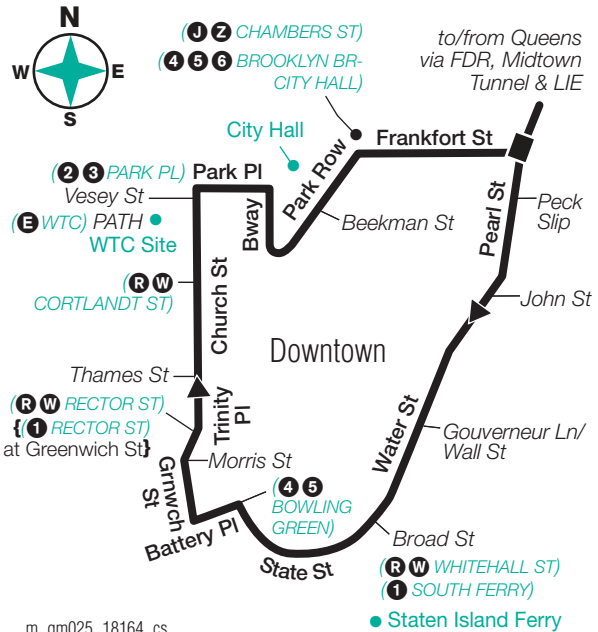 N
W
E
S
(J Z CHAMBERS ST)
(4 5 6 BROOKLYN BR-
CITY HALL)
to/from Queens
via FDR, Midtown
Tunnel & LIE
City Hall
Frankfort St
(2 3 PARK PL)
Park Pl
Park Row
Vesey St
Bway
Beekman St
Pearl St
Peck
Slip
(E WTC) PATH
WTC Site
(R W
CORTLANDT ST)
Church St
John St
Downtown
Thames St
(R W RECTOR ST)
{(1 RECTOR ST)
at Greenwich St}
Trinity
Pl
Water St
Gouverneur Ln/
Wall St
Morris St
Grnwch
St
(4 5
BOWLING
GREEN)
Battery Pl
State St
Broad St
(R W WHITEHALL ST)
(1 SOUTH FERRY)
Staten Island Ferry
m_qm025_18164_cs